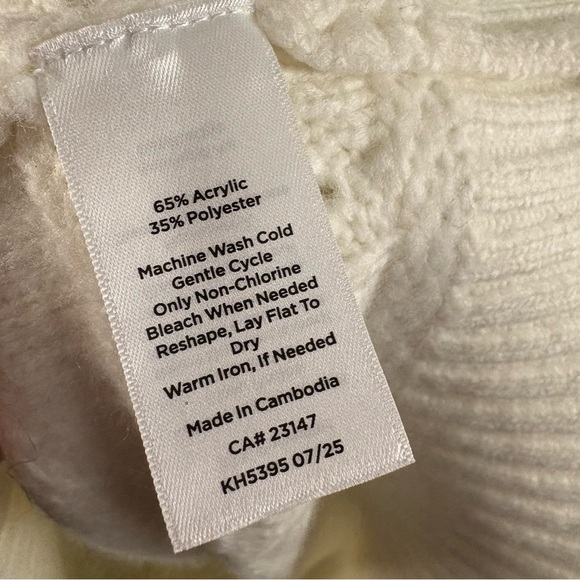 65% Acrylic
35% Polyester
Machine Wash Cold
Gentle Cycle
Only Non-Chlorine
Bleach When Needed
Reshape, Lay Flat To
Dry
Warm Iron, If Needed
Made In Cambodia
CA# 23147
KH5395 07/25